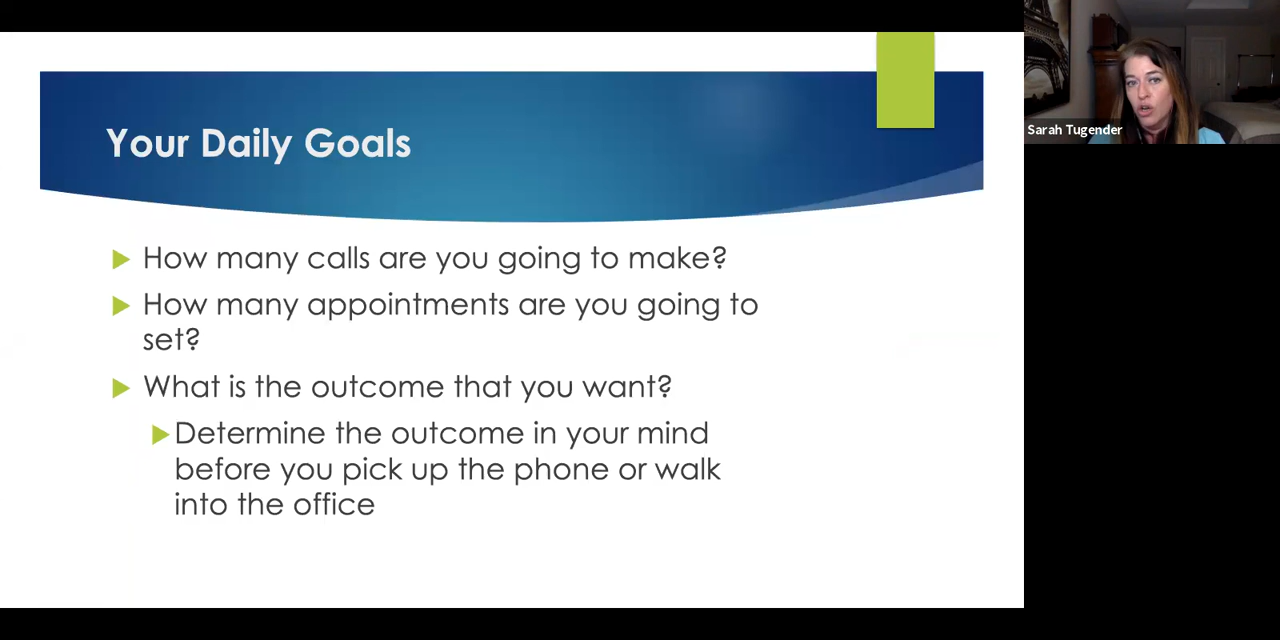 Your Daily Goals
How many calls are you going to make?
How many appointments are you going to
set?
What is the outcome that you want?
Determine the outcome in your mind
before you pick up the phone or walk
into the office
Sarah Tugender